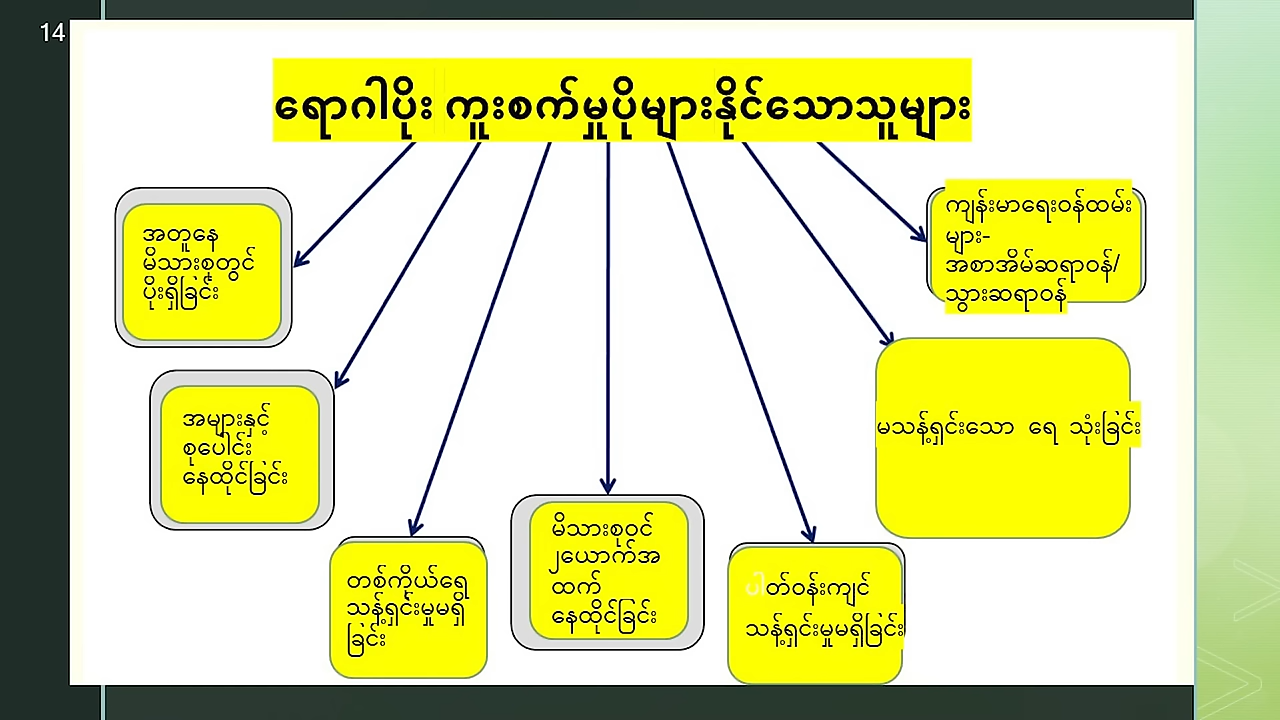 14
ရောဂါပိုး ကူးစက်မှုပိုများနိုင်သောသူများ
အတူနေ
မိသားစုတွင်
ပိုးရှိခြင်း
အများနှင့်
စုပေါင်း
နေထိုင်ခြင်း
တစ်ကိုယ်ရေ
သန့်ရှင်းမှုမရှိ
ခြင်း
မိသားစုဝင်
၂ယောက်အ
ထက်
နေထိုင်ခြင်း
ပါတ်ဝန်းကျင်
သန့်ရှင်းမှုမရှိခြင်း
မသန့်ရှင်းသော ရေ သုံးခြင်း
ကျန်းမာရေးဝန်ထမ်း
များ-
အစာအိမ်ဆရာဝန်/
သွားဆရာဝန်